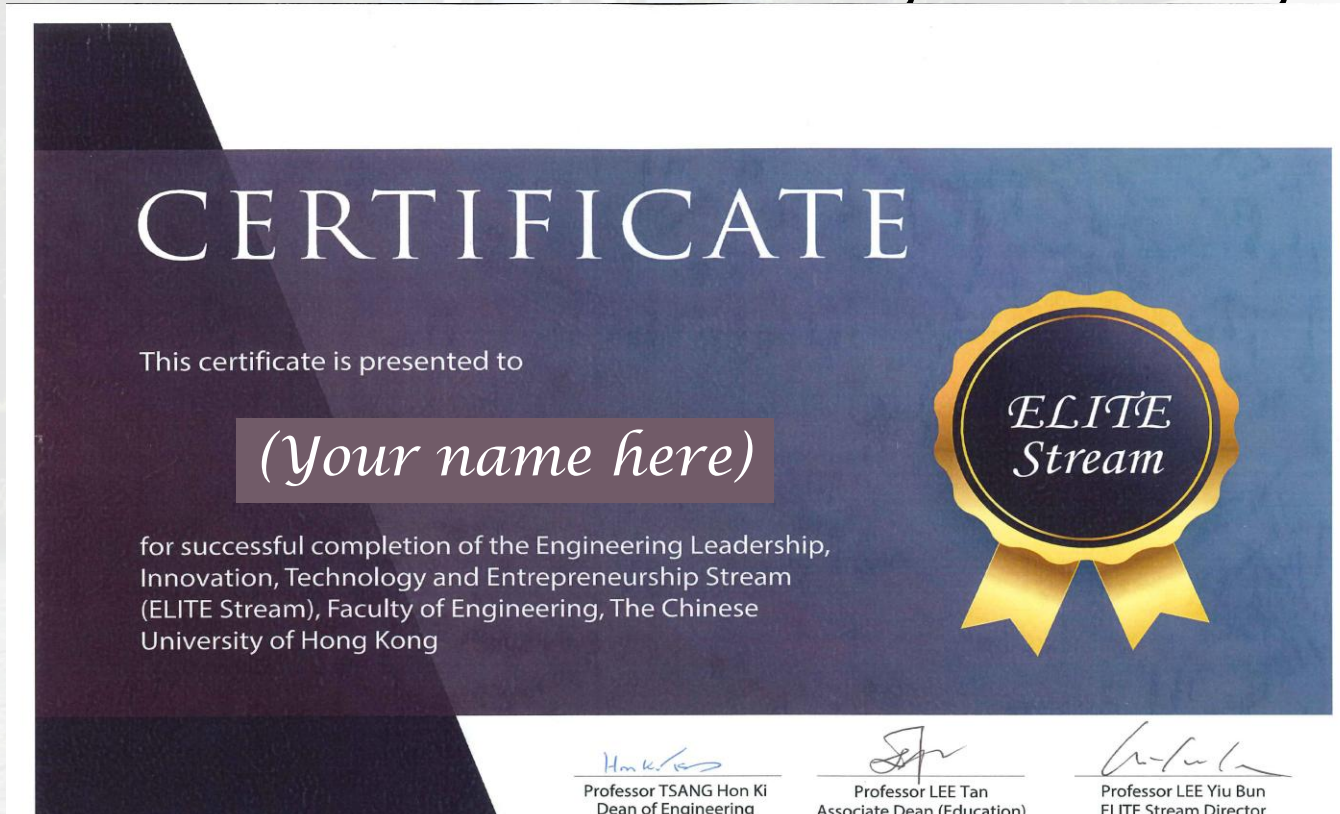 CERTIFICATE
This certificate is presented to
(Your name here)
for successful completion of the Engineering Leadership,
Innovation, Technology and Entrepreneurship Stream
(ELITE Stream), Faculty of Engineering, The Chinese
University of Hong Kong
ELITE
Stream
Professor TSANG Hon Ki
Dean of Engineering
Professor LEE Tan
Associate Dean (Education)
Professor LEE Yiu Bun
ELITE Stream Director